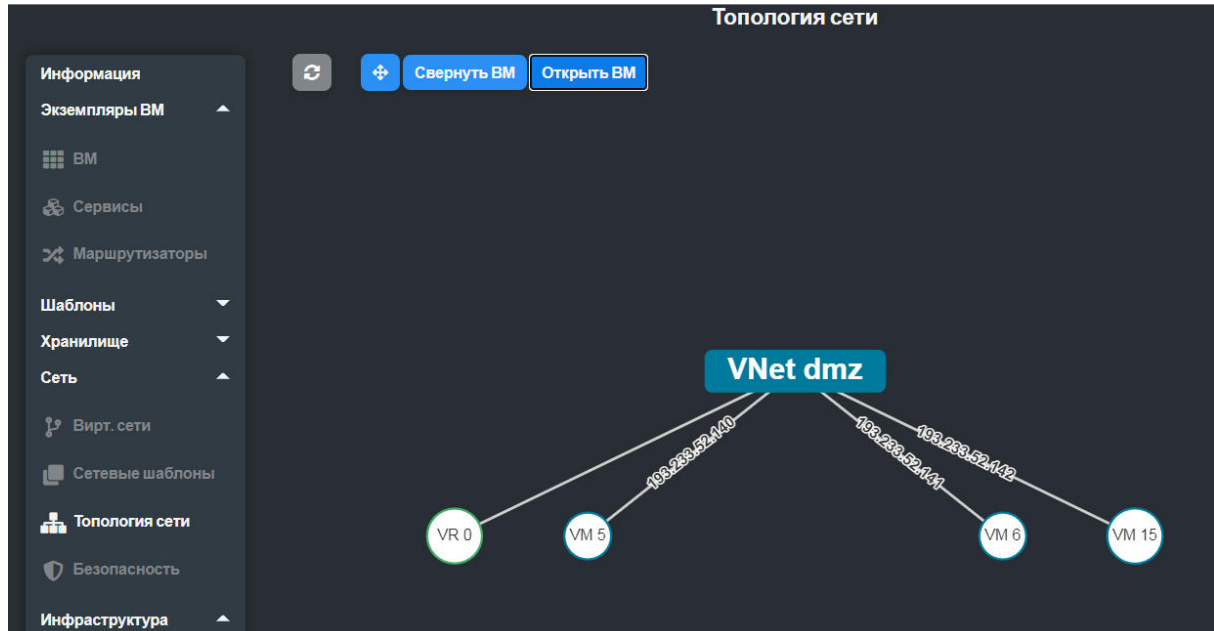 Топология сети
Информация
Свернуть ВМ
Открыть ВМ
Экземпляры ВМ
ВМ
Сервисы
Маршрутизаторы
Шаблоны
Хранилище
Сеть
Вирт. сети
Сетевые шаблоны
Топология сети
Безопасность
Инфраструктура
VNet dmz
193.233.52.140
193.233.52.141
193.233.52.142
VR 0
VM 5
VM 6
VM 15